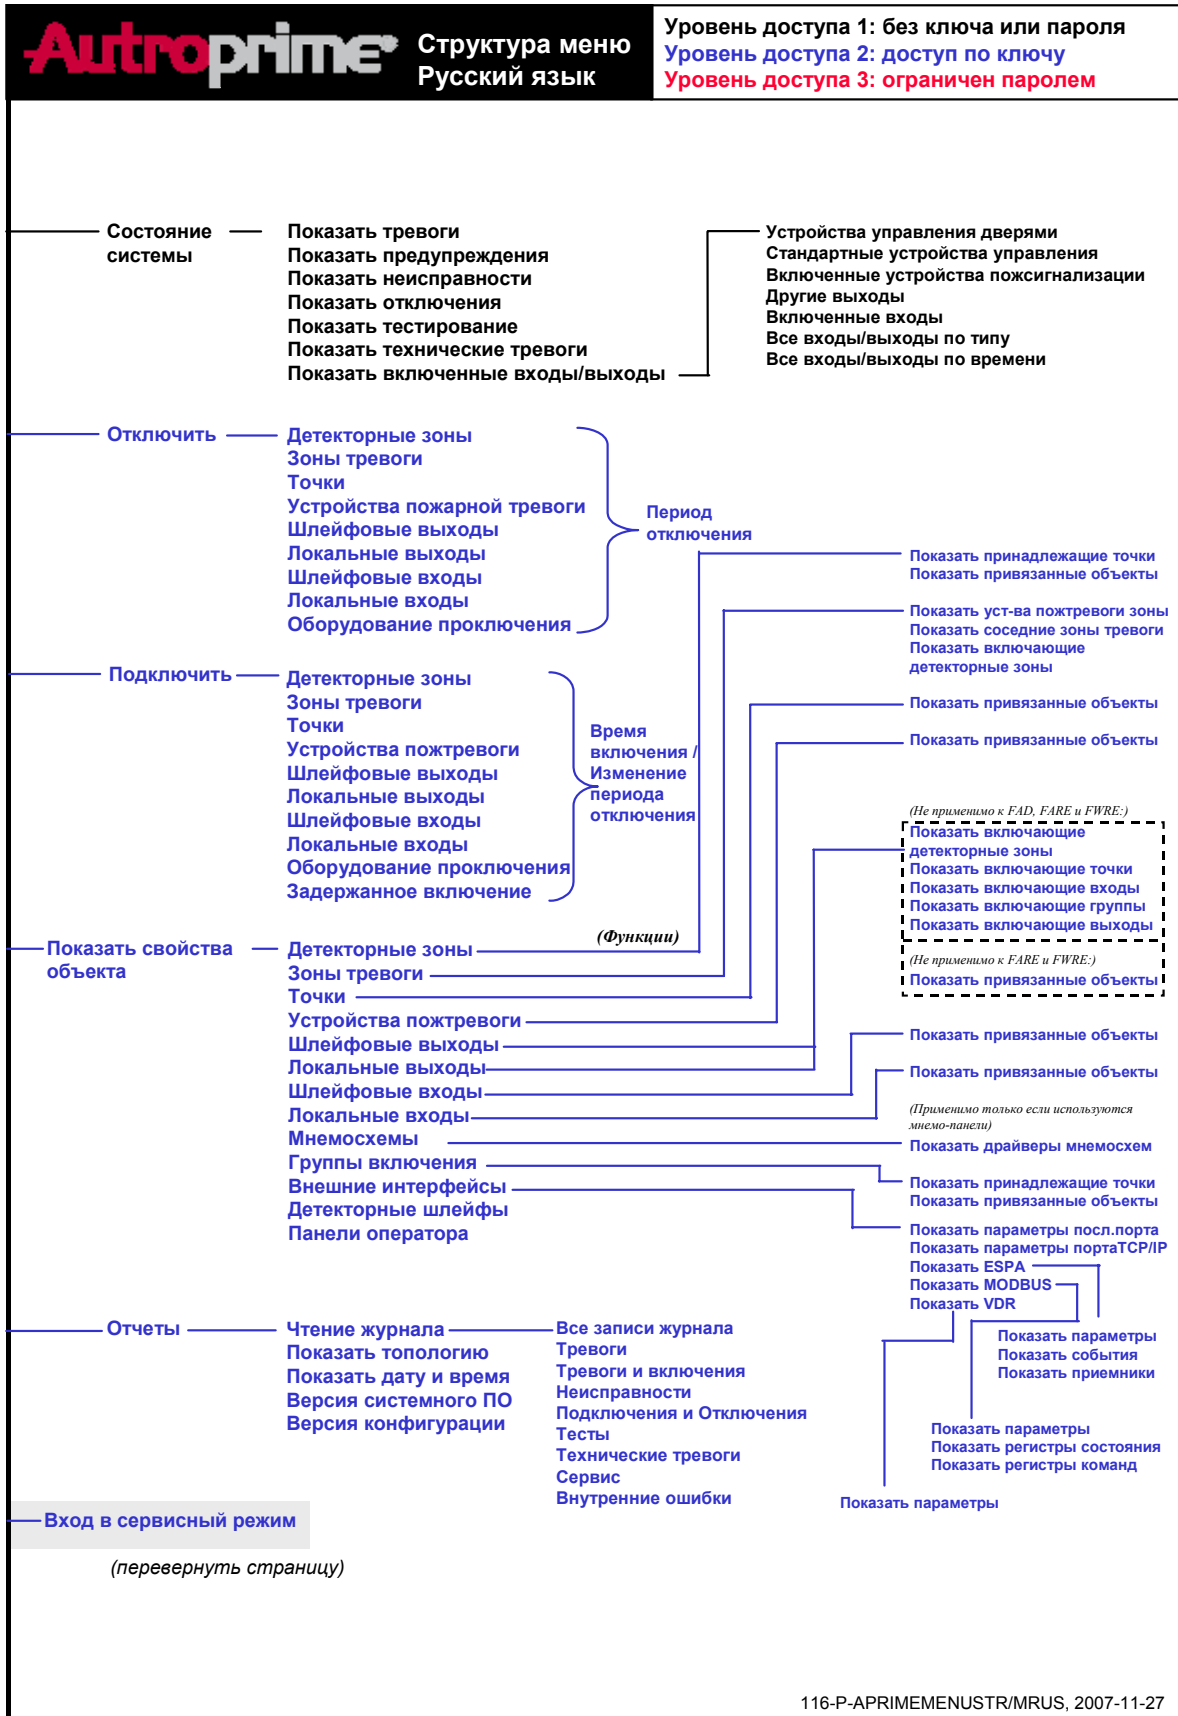 Autroprime®
Структура меню
Русский язык
Уровень доступа 1: без ключа или пароля
Уровень доступа 2: доступ по ключу
Уровень доступа 3: ограничен паролем
Состояние
системы
Показать тревоги
Показать предупреждения
Показать неисправности
Показать отключения
Показать тестирование
Показать технические тревоги
Показать включенные входы/выходы
Устройства управления дверями
Стандартные устройства управления
Включенные устройства пожсигнализации
Другие выходы
Включенные входы
Все входы/выходы по типу
Все входы/выходы по времени
Отключить
Детекторные зоны
Зоны тревоги
Точки
Устройства пожарной тревоги
Шлейфовые выходы
Локальные выходы
Шлейфовые входы
Локальные входы
Оборудование проключения
Период
отключения
Подключить
Детекторные зоны
Зоны тревоги
Точки
Устройства пожтревоги
Шлейфовые выходы
Локальные выходы
Шлейфовые входы
Локальные входы
Оборудование проключения
Задержанное включение
Время
включения /
Изменение
периода
отключения
Показать свойства
объекта
(Функции)
Детекторные зоны
Зоны тревоги
Точки
Устройства пожтревоги
Шлейфовые выходы
Локальные выходы
Шлейфовые входы
Локальные входы
Мнемосхемы
Группы включения
Внешние интерфейсы
Детекторные шлейфы
Панели оператора
Показать принадлежащие точки
Показать привязанные объекты
Показать уст-ва пожтревоги зоны
Показать соседние зоны тревоги
Показать включающие
детекторные зоны
Показать привязанные объекты
Показать привязанные объекты
(Не применимо к FAD, FARE и FWRE:)
Показать включающие
детекторные зоны
Показать включающие точки
Показать включающие входы
Показать включающие группы
Показать включающие выходы
(Не применимо к FARE и FWRE:)
Показать привязанные объекты
Показать привязанные объекты
Показать привязанные объекты
(Применимо только если используются
мнемо-панели)
Показать драйверы мнемосхем
Показать принадлежащие точки
Показать привязанные объекты
Показать параметры посл.порта
Показать параметры портаTCP/IP
Показать ESPA
Показать MODBUS
Показать VDR
Показать параметры
Показать события
Показать приемники
Показать параметры
Показать регистры состояния
Показать регистры команд
Показать параметры
Отчеты
Чтение журнала
Показать топологию
Показать дату и время
Версия системного ПО
Версия конфигурации
Все записи журнала
Тревоги
Тревоги и включения
Неисправности
Подключения и Отключения
Тесты
Технические тревоги
Сервис
Внутренние ошибки
Вход в сервисный режим
(перевернуть страницу)
116-P-APRIMEMENUSTR/MRUS, 2007-11-27